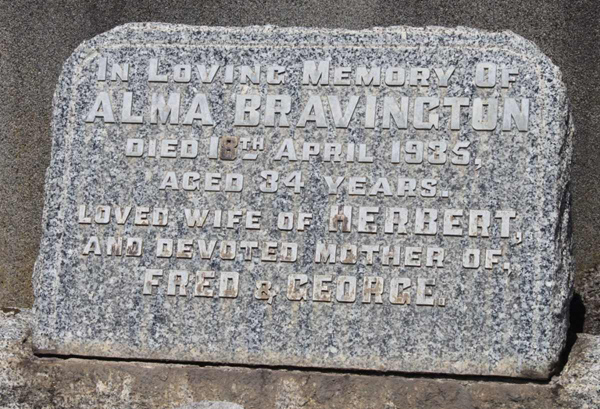 In Loving Memory Of
ALMA BRAVINGTON
DIED 18TH APRIL 1935,
AGED 34 YEARS.
LOVED WIFE OF HERBERT,
AND DEVOTED MOTHER OF,
FRED & GEORGE.